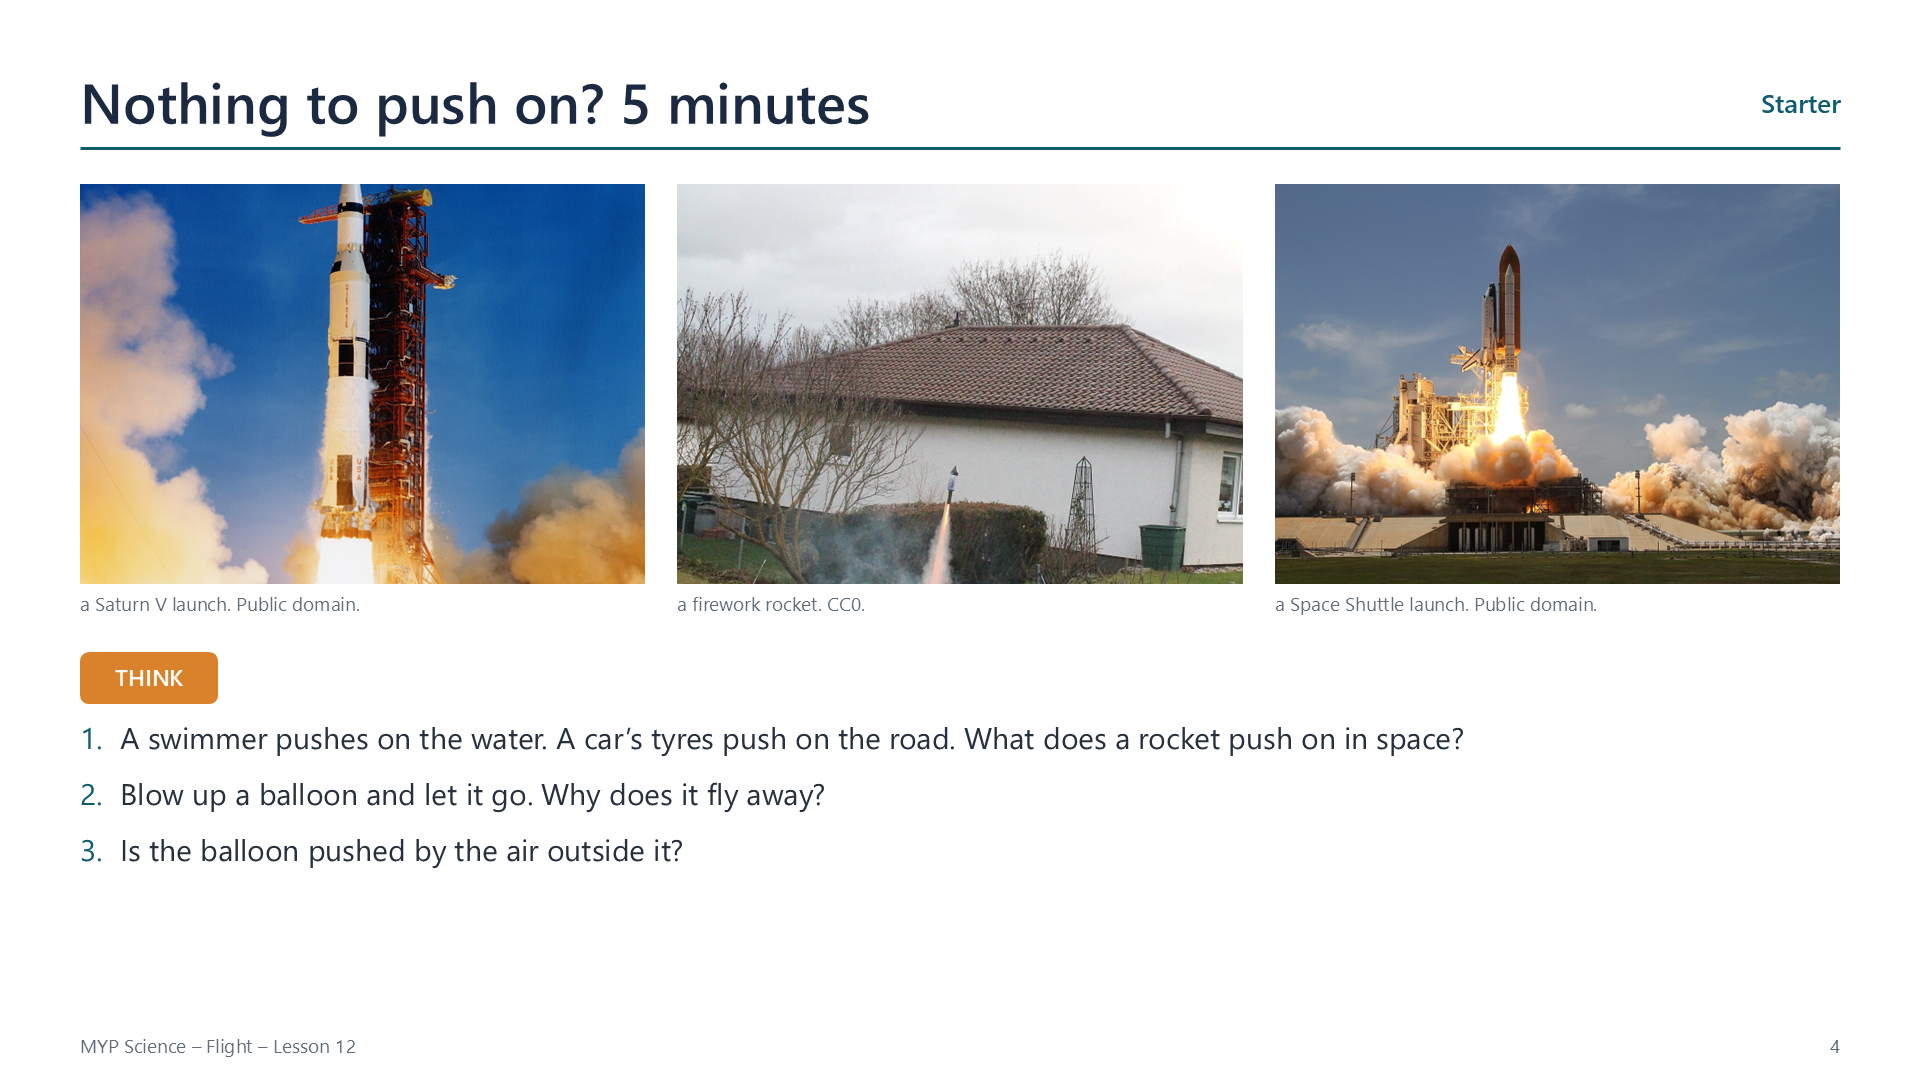 Nothing to push on? 5 minutes
Starter
a Saturn V launch. Public domain.
a firework rocket. CC0.
a Space Shuttle launch. Public domain.
THINK
1. A swimmer pushes on the water. A car’s tyres push on the road. What does a rocket push on in space?
2. Blow up a balloon and let it go. Why does it fly away?
3. Is the balloon pushed by the air outside it?
MYP Science – Flight – Lesson 12
4